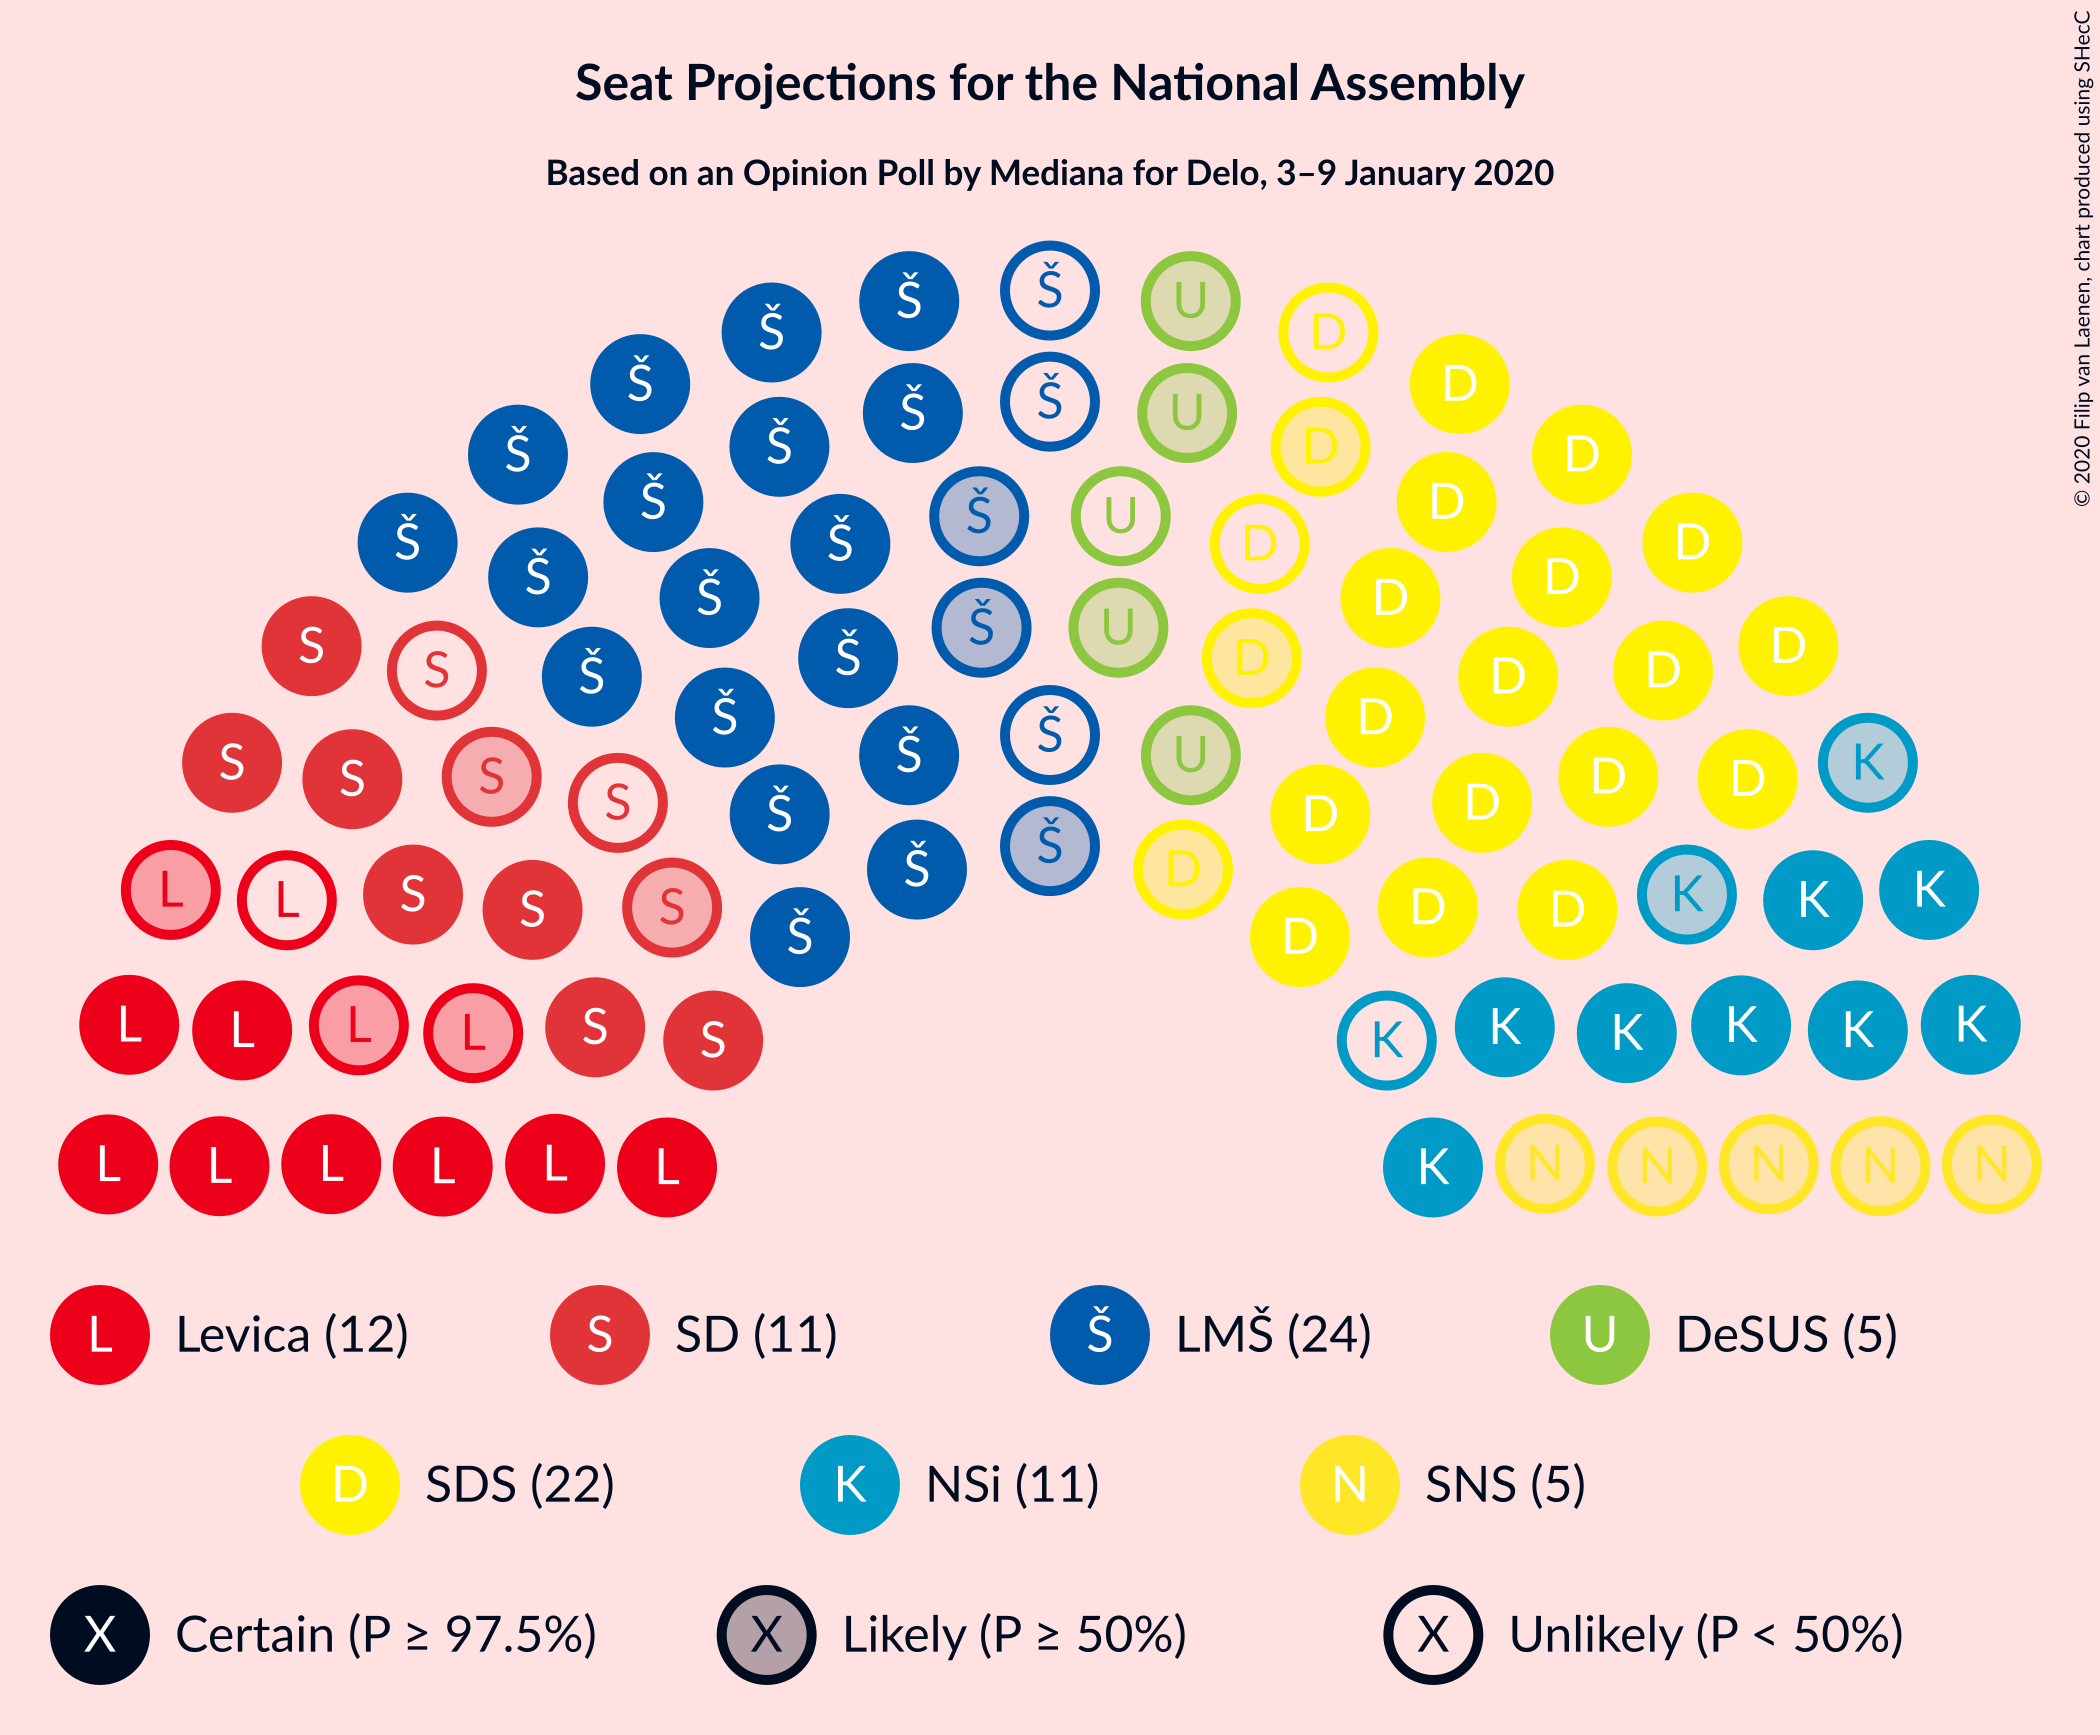 Seat Projections for the National Assembly
Based on an Opinion Poll by Mediana for Delo, 3–9 January 2020
© 2020 Filip van Laenen, chart produced using SHecC
Š Š Š U D
Š Š D
Š Š Š U D D
Š Š D D
Š Š U D D
Š Š D D
Š Š Š U D D
S S Š Š D D D D
Š Š Š U D D
S S S S Š Š D D D K
L L S S S Š Š Š D D D D K K K
L L L L S S K K K K K K
L L L L L L K N N N N N
L Levica (12) S SD (11) Š LMŠ (24) U DeSUS (5)
D SDS (22) K NSi (11) N SNS (5)
X Certain (P ≥ 97.5%) X Likely (P ≥ 50%) X Unlikely (P < 50%)